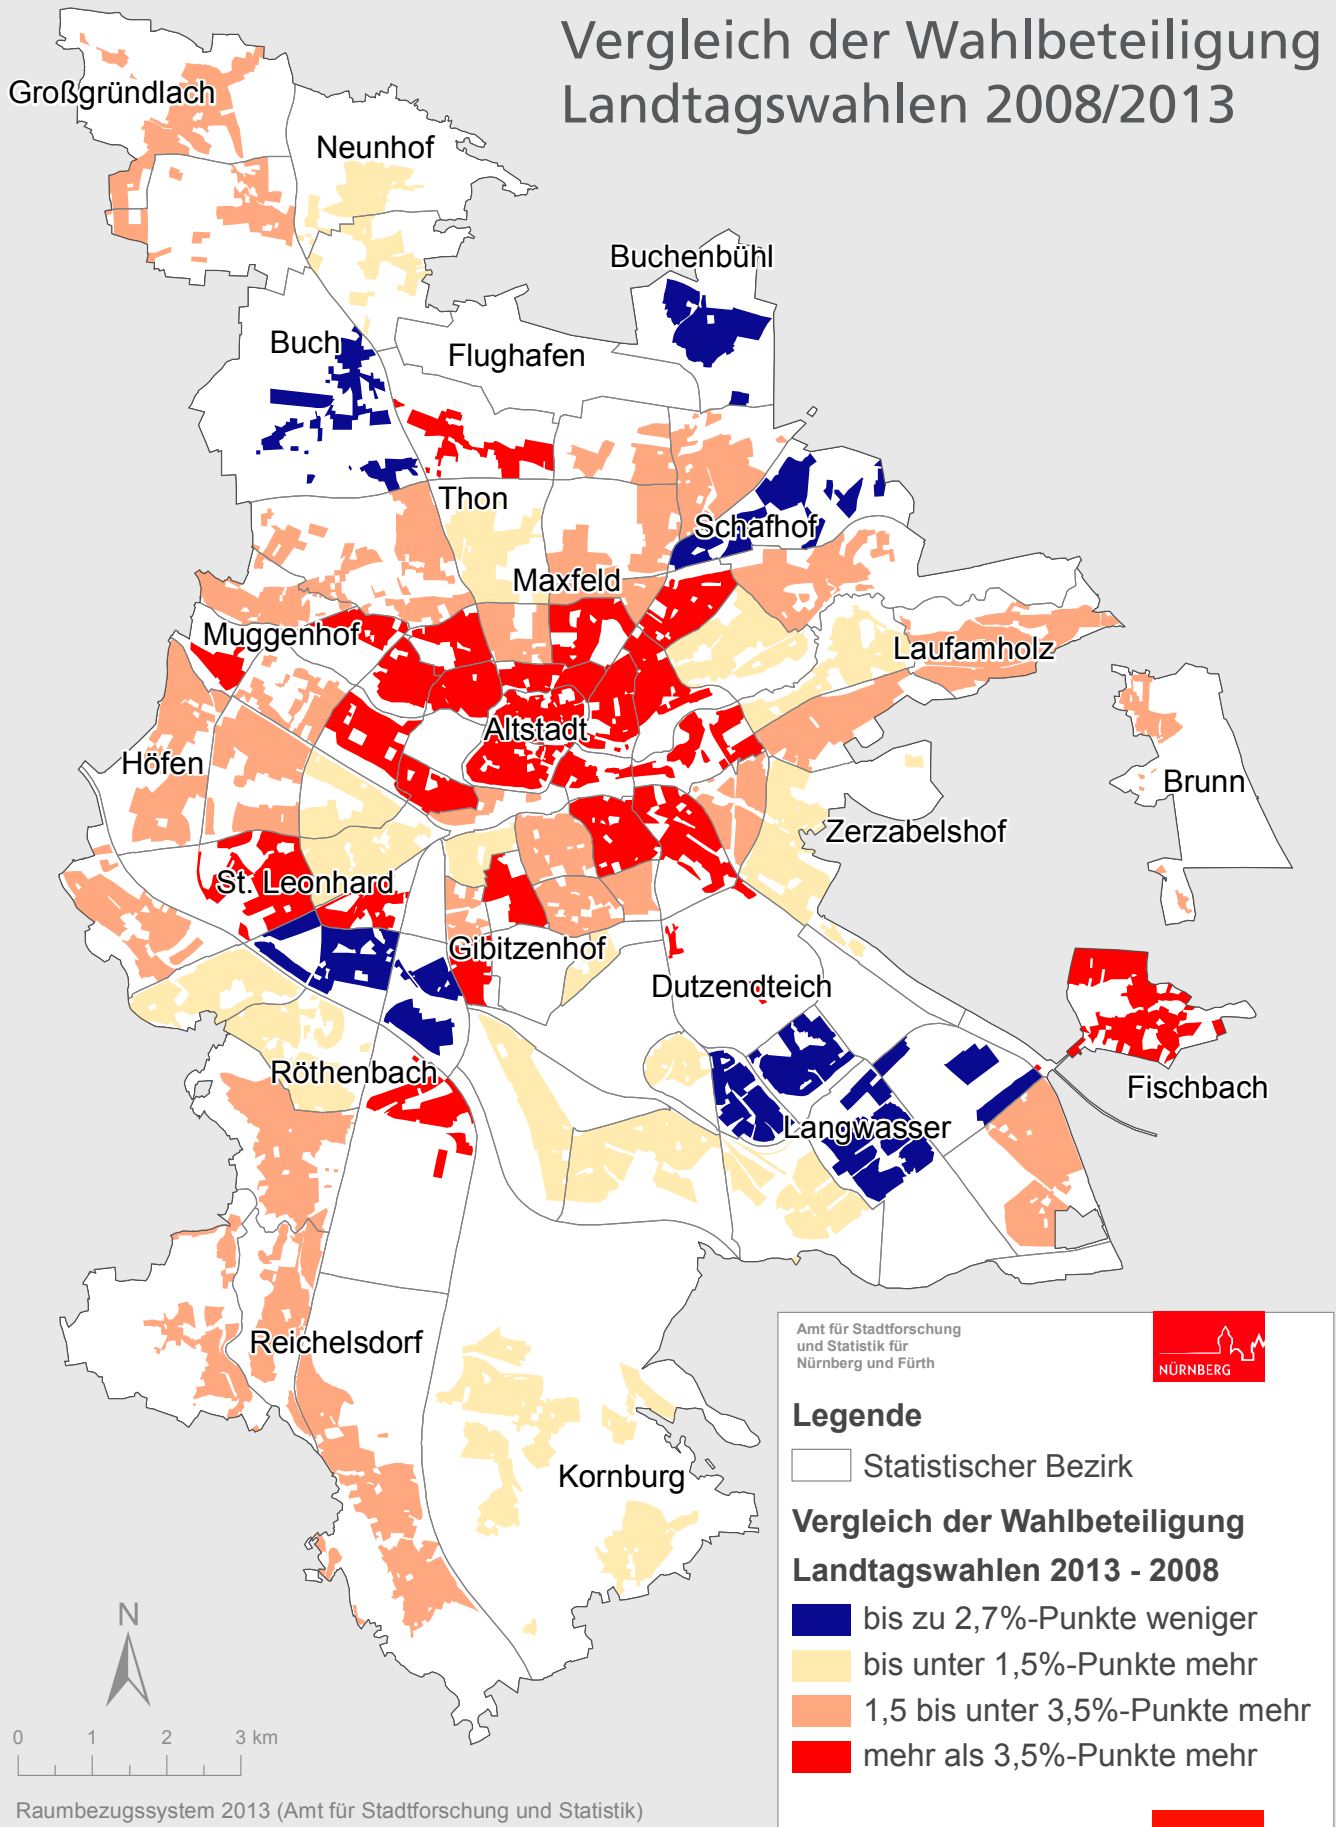 Vergleich der Wahlbeteiligung
Landtagswahlen 2008/2013
Großgründlach
Neunhof
Buchenbühl
Buch
Flughafen
Thon
Schafhof
Maxfeld
Muggenhof
Laufamholz
Altstadt
Höfen
Brunn
Zerzabelshof
St. Leonhard
Gibitzenhof
Dutzendteich
Röthenbach
Fischbach
Langwasser
Reichelsdorf
Kornburg
Amt für Stadtforschung
und Statistik für
Nürnberg und Fürth
NÜRNBERG
Legende
Statistischer Bezirk
Vergleich der Wahlbeteiligung
Landtagswahlen 2013 - 2008
bis zu 2,7%-Punkte weniger
bis unter 1,5%-Punkte mehr
1,5 bis unter 3,5%-Punkte mehr
mehr als 3,5%-Punkte mehr
N
0 1 2 3 km
Raumbezugssystem 2013 (Amt für Stadtforschung und Statistik)